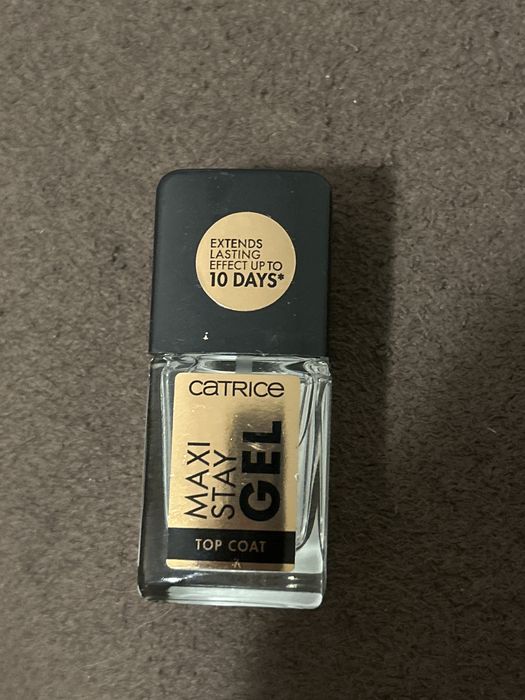 EXTENDS
LASTING
EFFECT UP TO
10 DAYS*
CATRICE
MAXI
STAY
GEL
TOP COAT